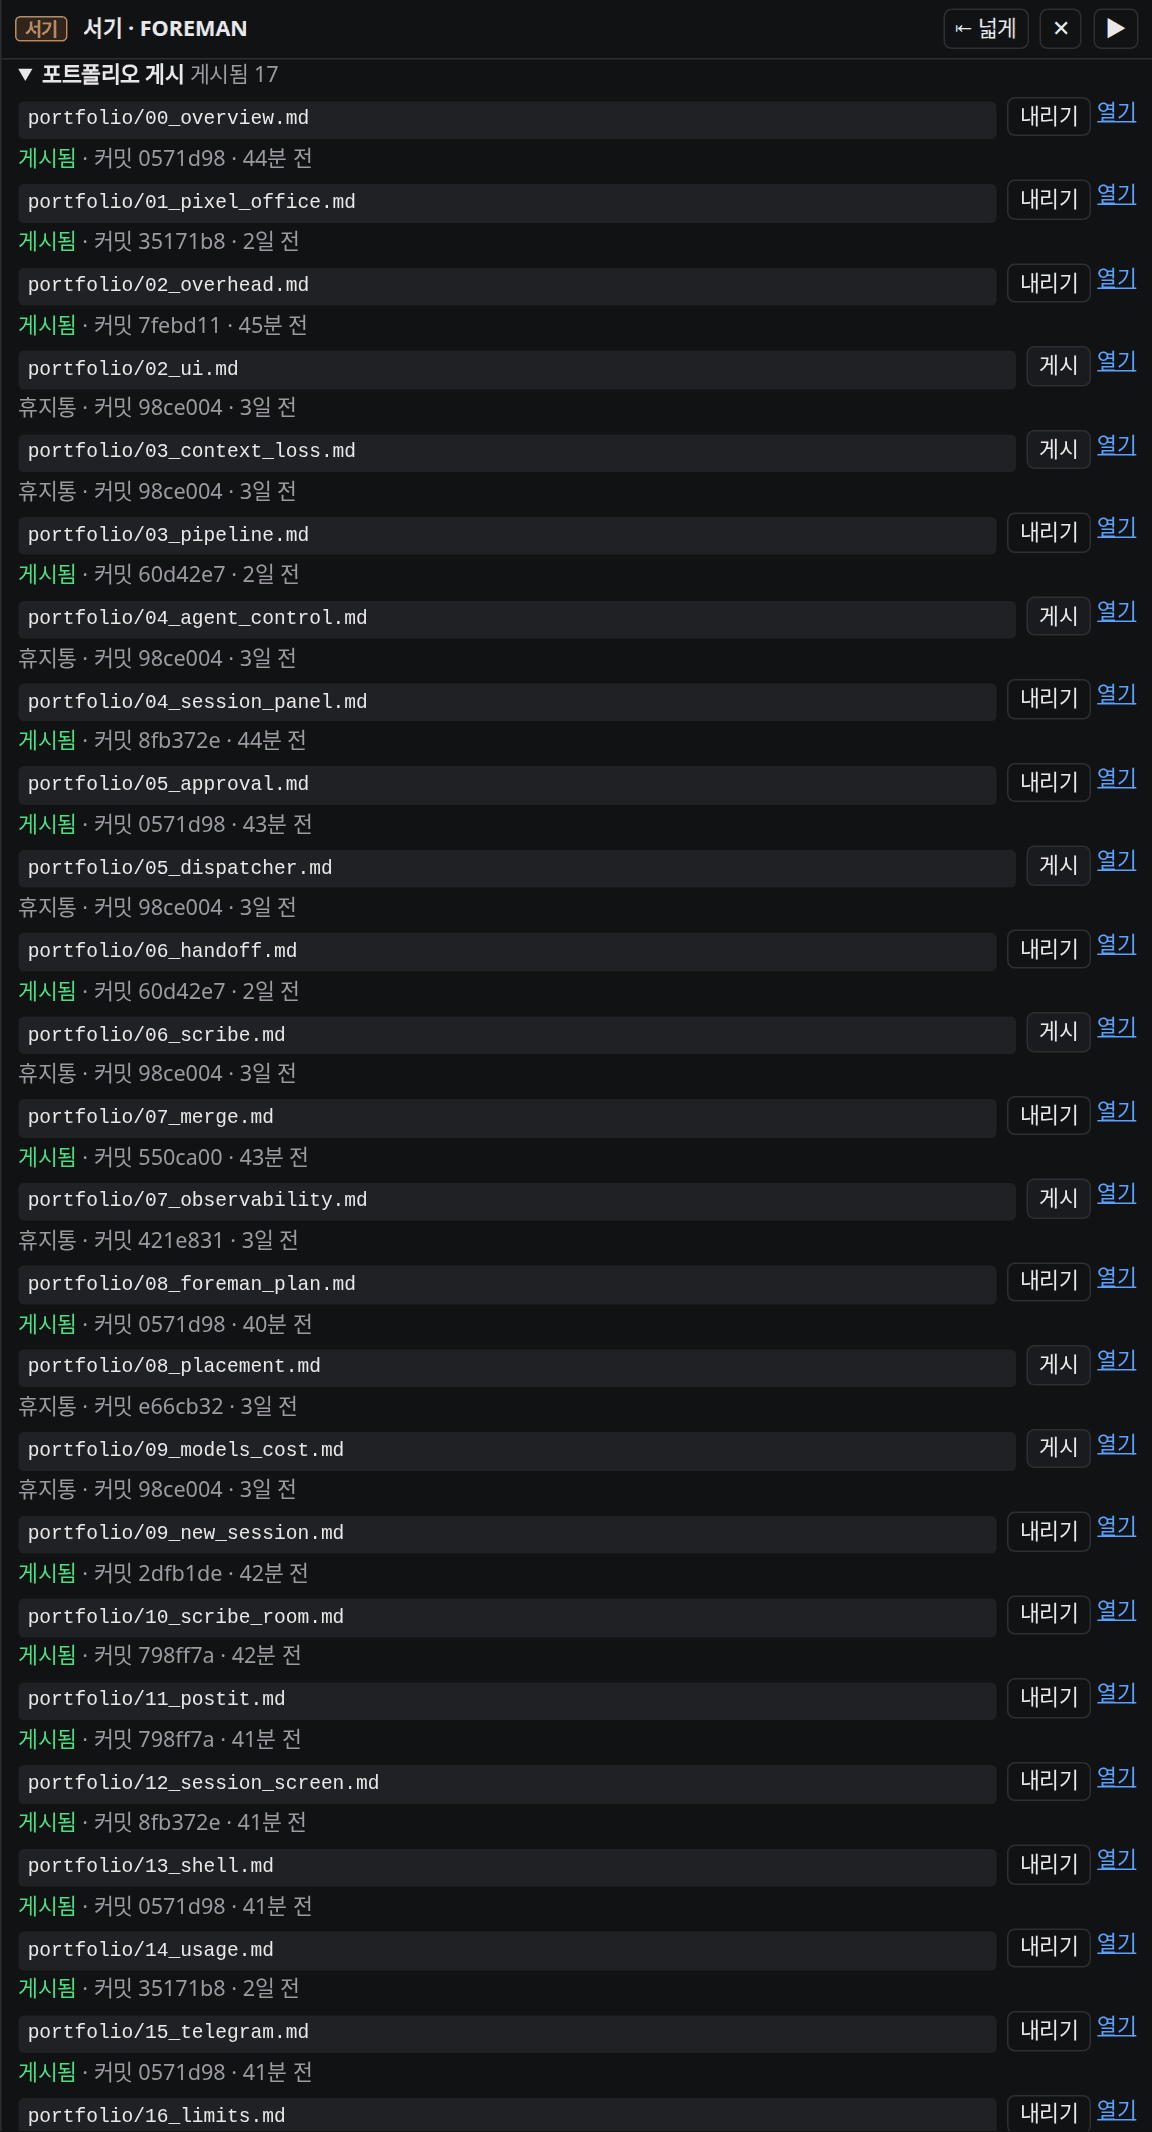 서기 서기 · FOREMAN ⇤ 넓게 ✕ ▶
▼ 포트폴리오 게시 게시됨 17
portfolio/00_overview.md 내리기 열기
게시됨 · 커밋 0571d98 · 44분 전
portfolio/01_pixel_office.md 내리기 열기
게시됨 · 커밋 35171b8 · 2일 전
portfolio/02_overhead.md 내리기 열기
게시됨 · 커밋 7febd11 · 45분 전
portfolio/02_ui.md 게시 열기
휴지통 · 커밋 98ce004 · 3일 전
portfolio/03_context_loss.md 게시 열기
휴지통 · 커밋 98ce004 · 3일 전
portfolio/03_pipeline.md 내리기 열기
게시됨 · 커밋 60d42e7 · 2일 전
portfolio/04_agent_control.md 게시 열기
휴지통 · 커밋 98ce004 · 3일 전
portfolio/04_session_panel.md 내리기 열기
게시됨 · 커밋 8fb372e · 44분 전
portfolio/05_approval.md 내리기 열기
게시됨 · 커밋 0571d98 · 43분 전
portfolio/05_dispatcher.md 게시 열기
휴지통 · 커밋 98ce004 · 3일 전
portfolio/06_handoff.md 내리기 열기
게시됨 · 커밋 60d42e7 · 2일 전
portfolio/06_scribe.md 게시 열기
휴지통 · 커밋 98ce004 · 3일 전
portfolio/07_merge.md 내리기 열기
게시됨 · 커밋 550ca00 · 43분 전
portfolio/07_observability.md 게시 열기
휴지통 · 커밋 421e831 · 3일 전
portfolio/08_foreman_plan.md 내리기 열기
게시됨 · 커밋 0571d98 · 40분 전
portfolio/08_placement.md 게시 열기
휴지통 · 커밋 e66cb32 · 3일 전
portfolio/09_models_cost.md 게시 열기
휴지통 · 커밋 98ce004 · 3일 전
portfolio/09_new_session.md 내리기 열기
게시됨 · 커밋 2dfb1de · 42분 전
portfolio/10_scribe_room.md 내리기 열기
게시됨 · 커밋 798ff7a · 42분 전
portfolio/11_postit.md 내리기 열기
게시됨 · 커밋 798ff7a · 41분 전
portfolio/12_session_screen.md 내리기 열기
게시됨 · 커밋 8fb372e · 41분 전
portfolio/13_shell.md 내리기 열기
게시됨 · 커밋 0571d98 · 41분 전
portfolio/14_usage.md 내리기 열기
게시됨 · 커밋 35171b8 · 2일 전
portfolio/15_telegram.md 내리기 열기
게시됨 · 커밋 0571d98 · 41분 전
portfolio/16_limits.md 내리기 열기